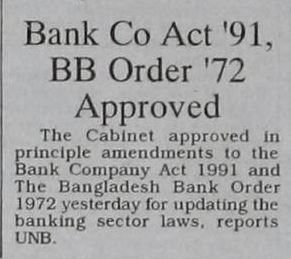 Bank Co Act '91,
BB Order '72
Approved
The Cabinet approved in
principle amendments to the
Bank Company Act 1991 and
The Bangladesh Bank Order
1972 yesterday for updating the
banking sector laws, reports
UNB.